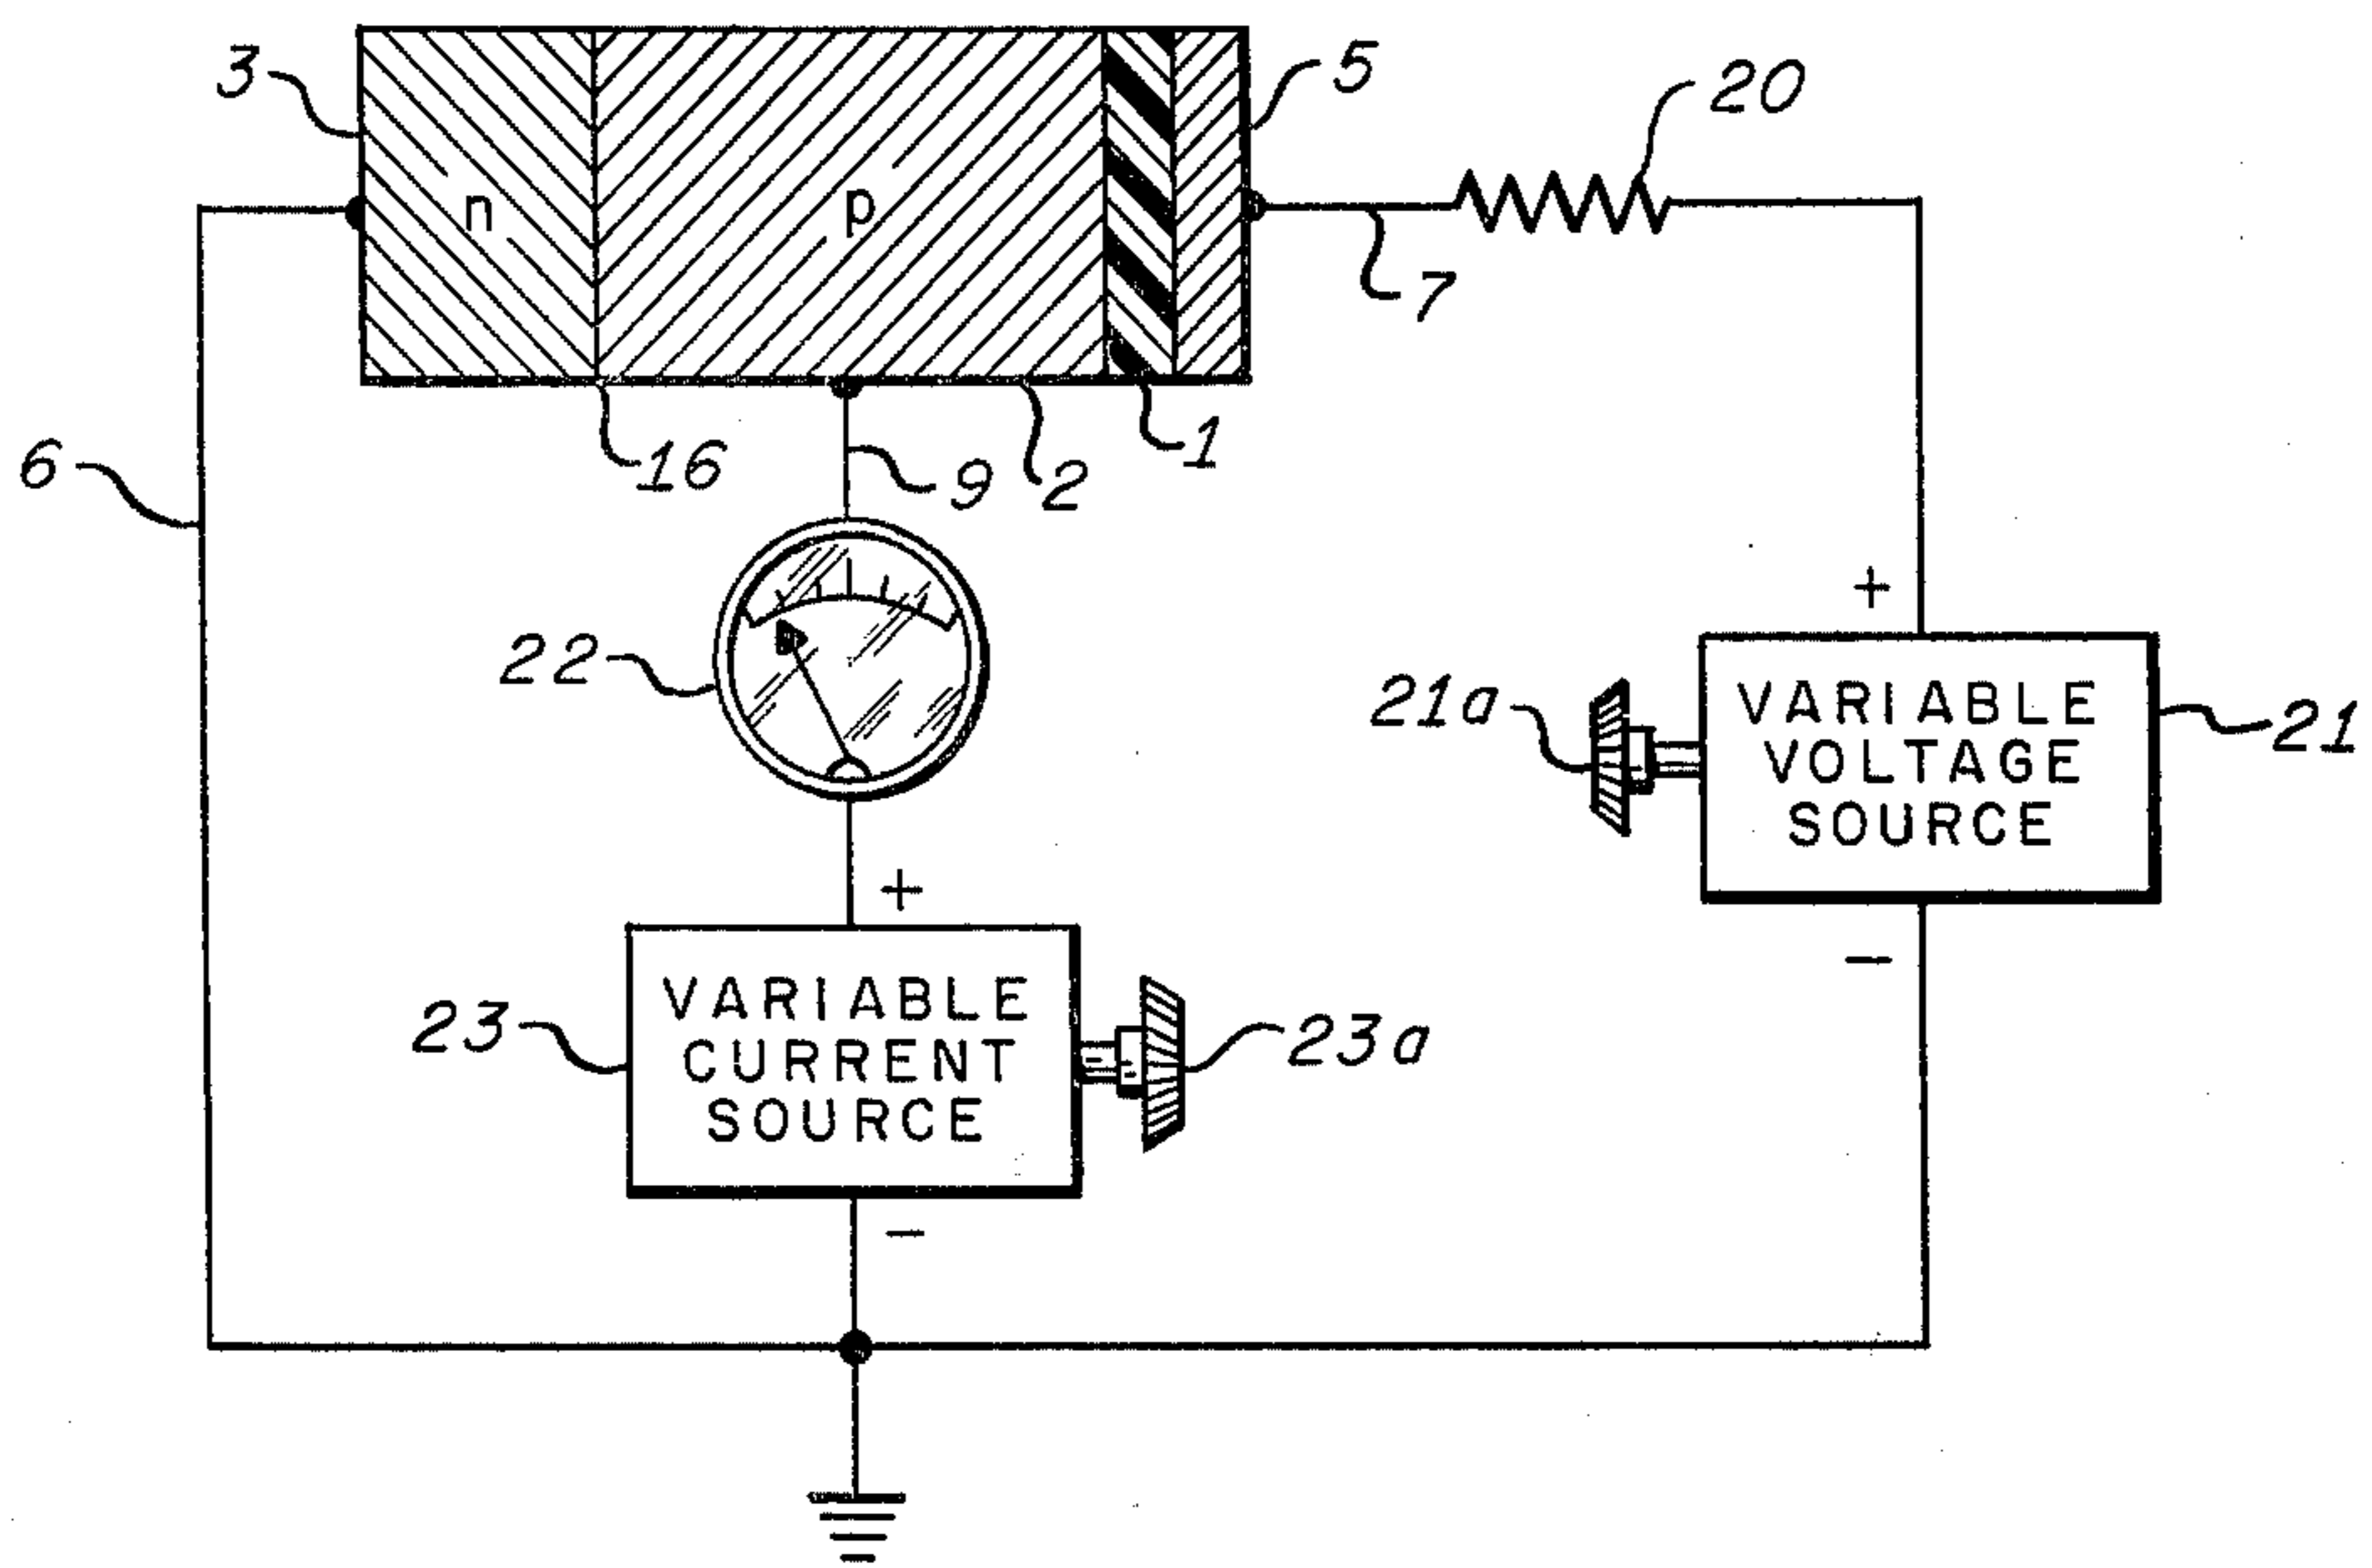 3
5
20
n
p
7
6
16
9
2
1
+
22
21a
VARIABLE
VOLTAGE
SOURCE
21
+
−
VARIABLE
CURRENT
SOURCE
23
23a
−